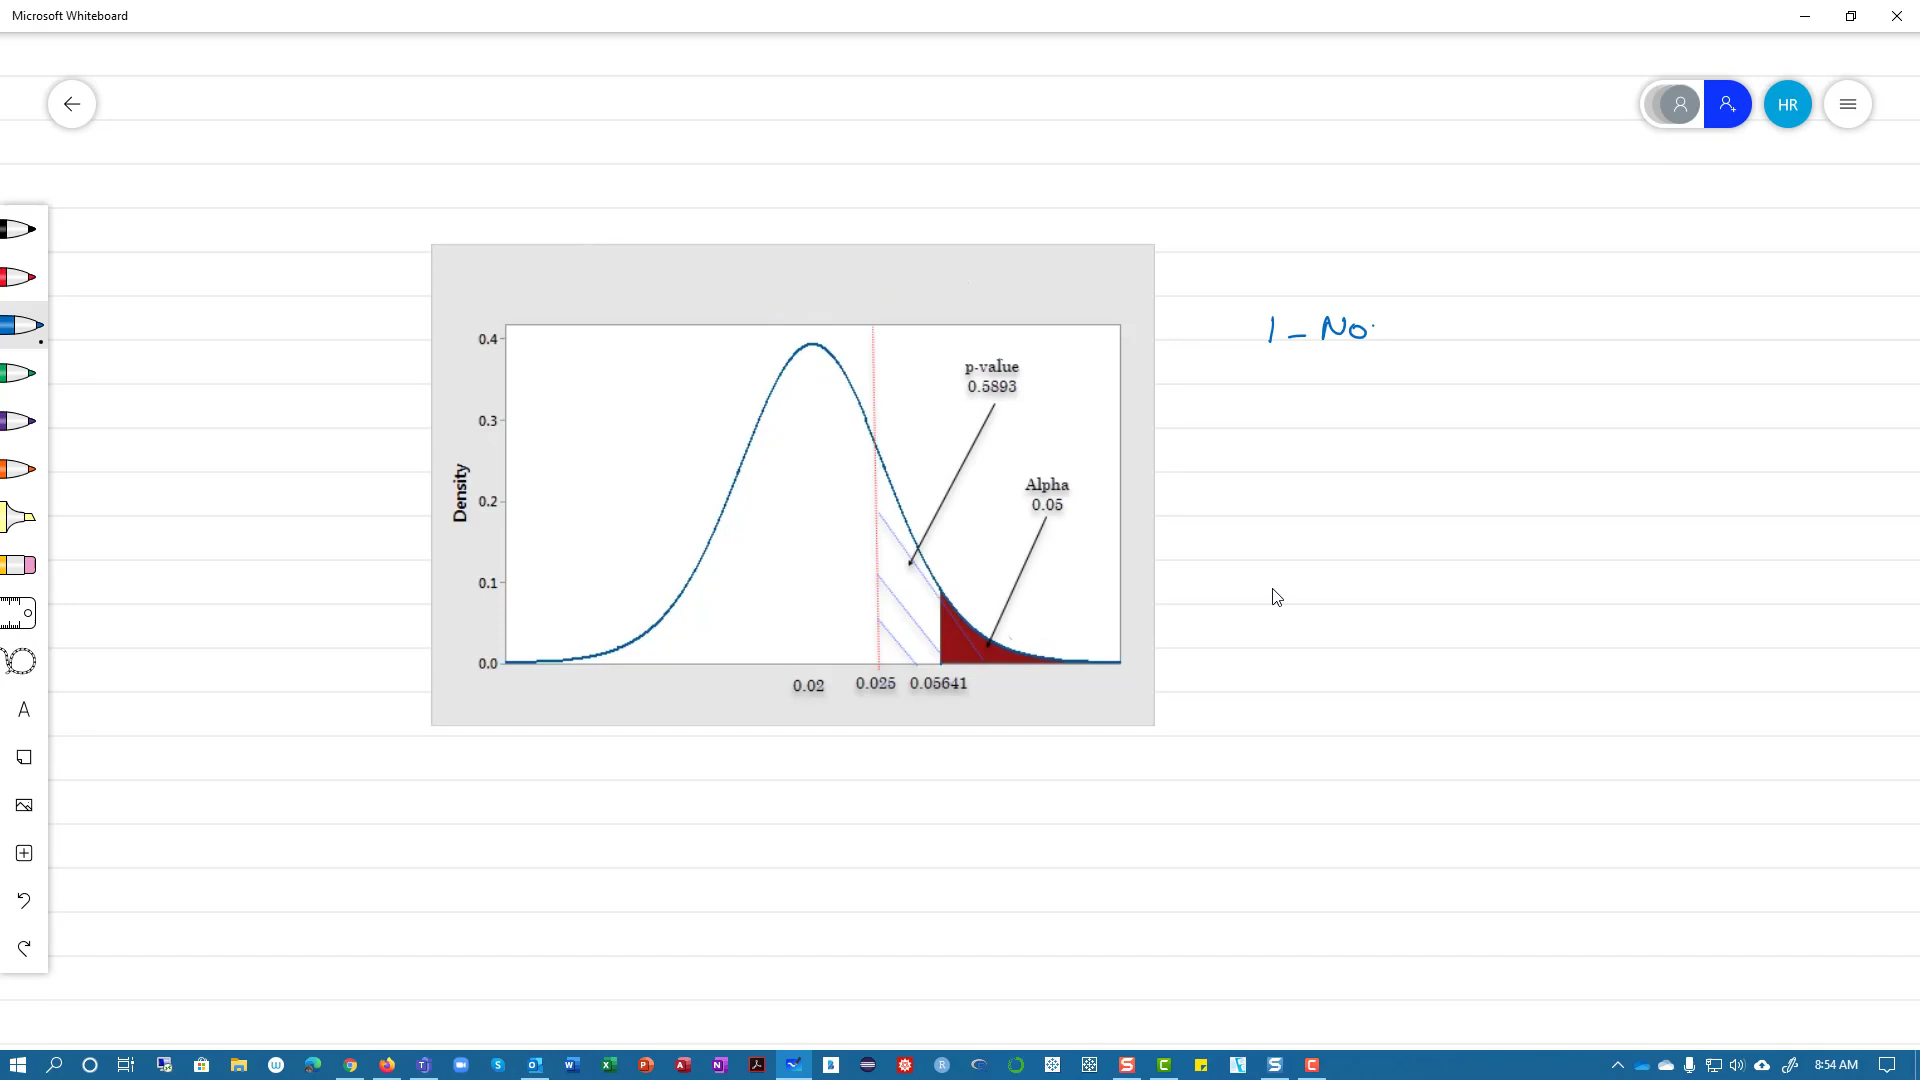 Microsoft Whiteboard
HR
1 - No.
0.4
p-value
0.5893
0.3
Alpha
0.05
Density
0.2
0.1
0.0
0.02 0.025 0.05641
A
8:54 AM